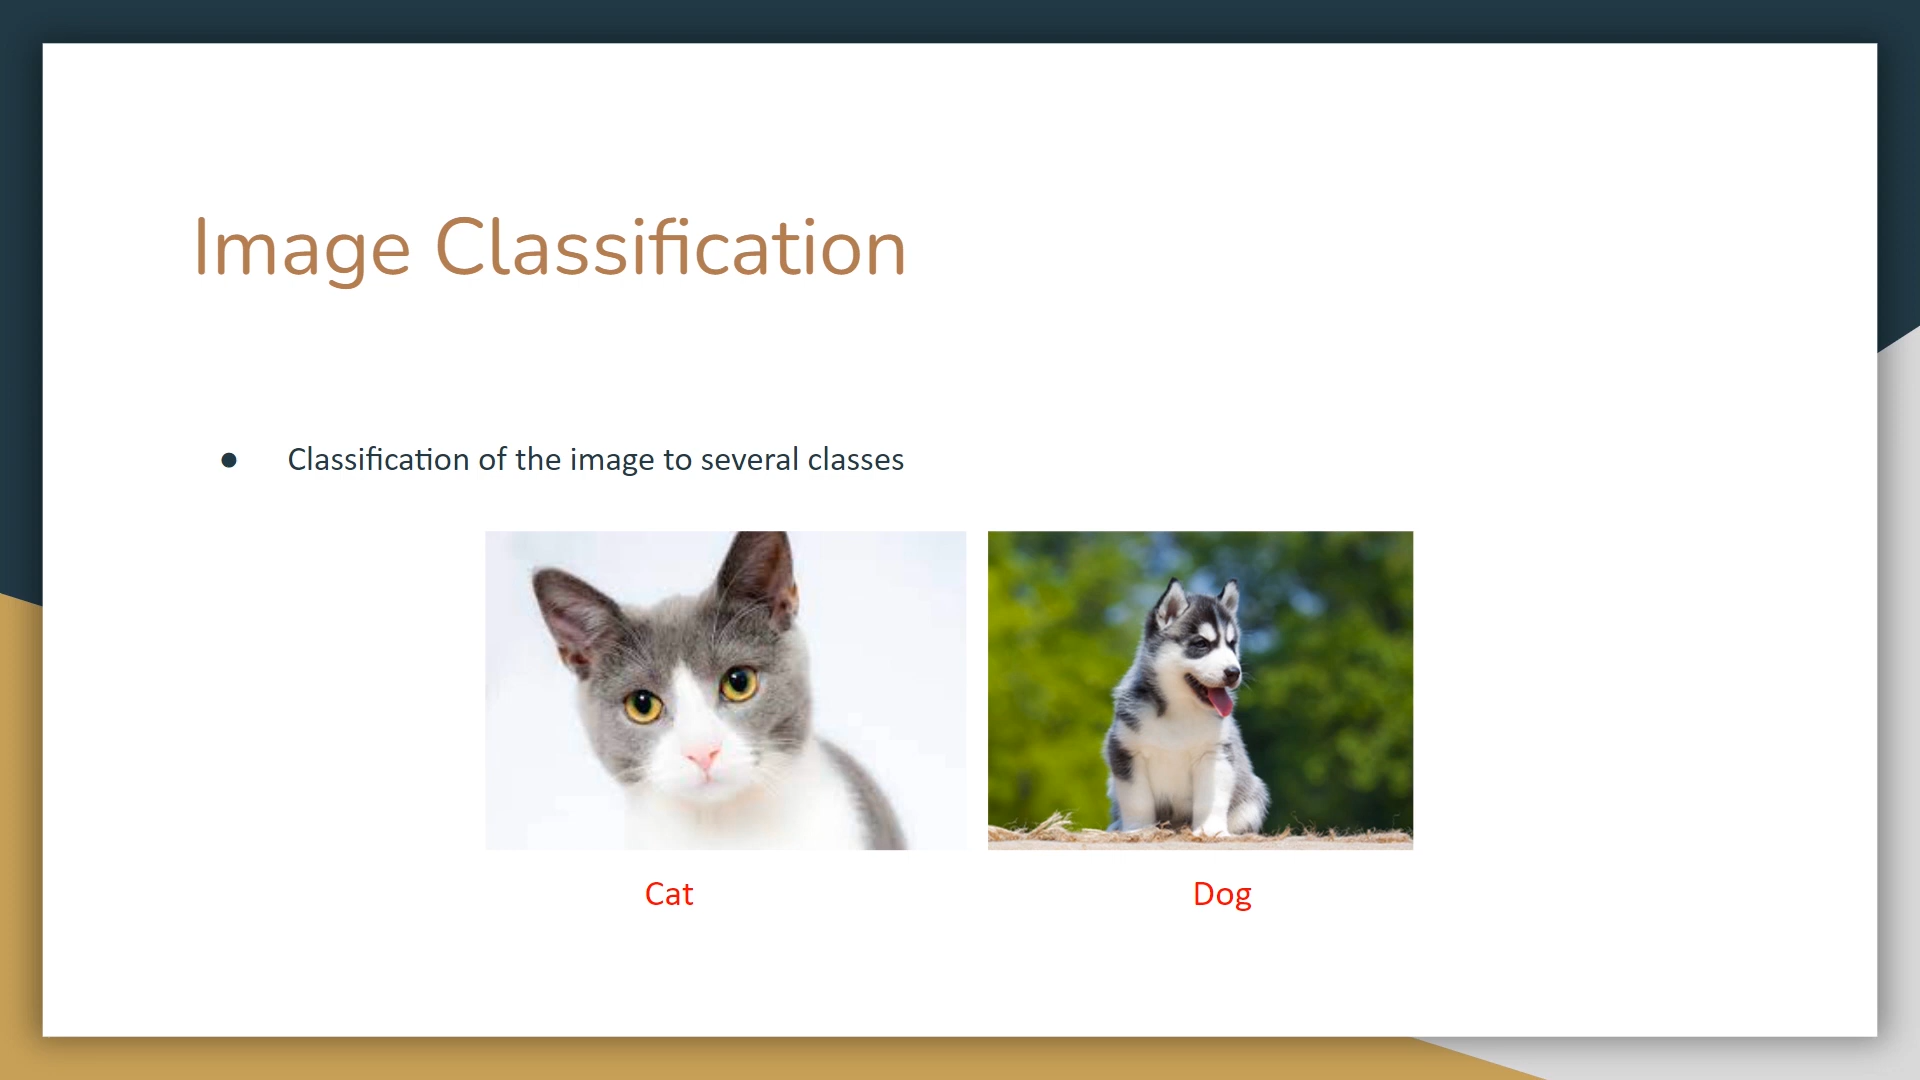 Image Classification
● Classification of the image to several classes
Cat
Dog